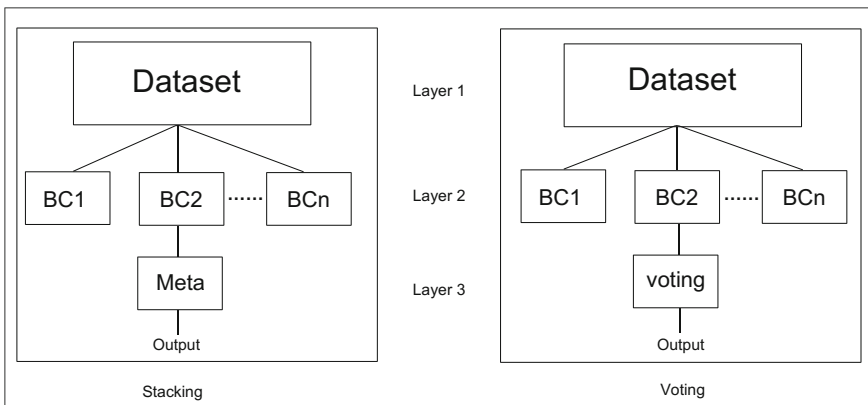 Dataset
BC1 BC2 ...... BCn
Meta
Output
Stacking
Layer 1
Layer 2
Layer 3
Dataset
BC1 BC2 ...... BCn
voting
Output
Voting